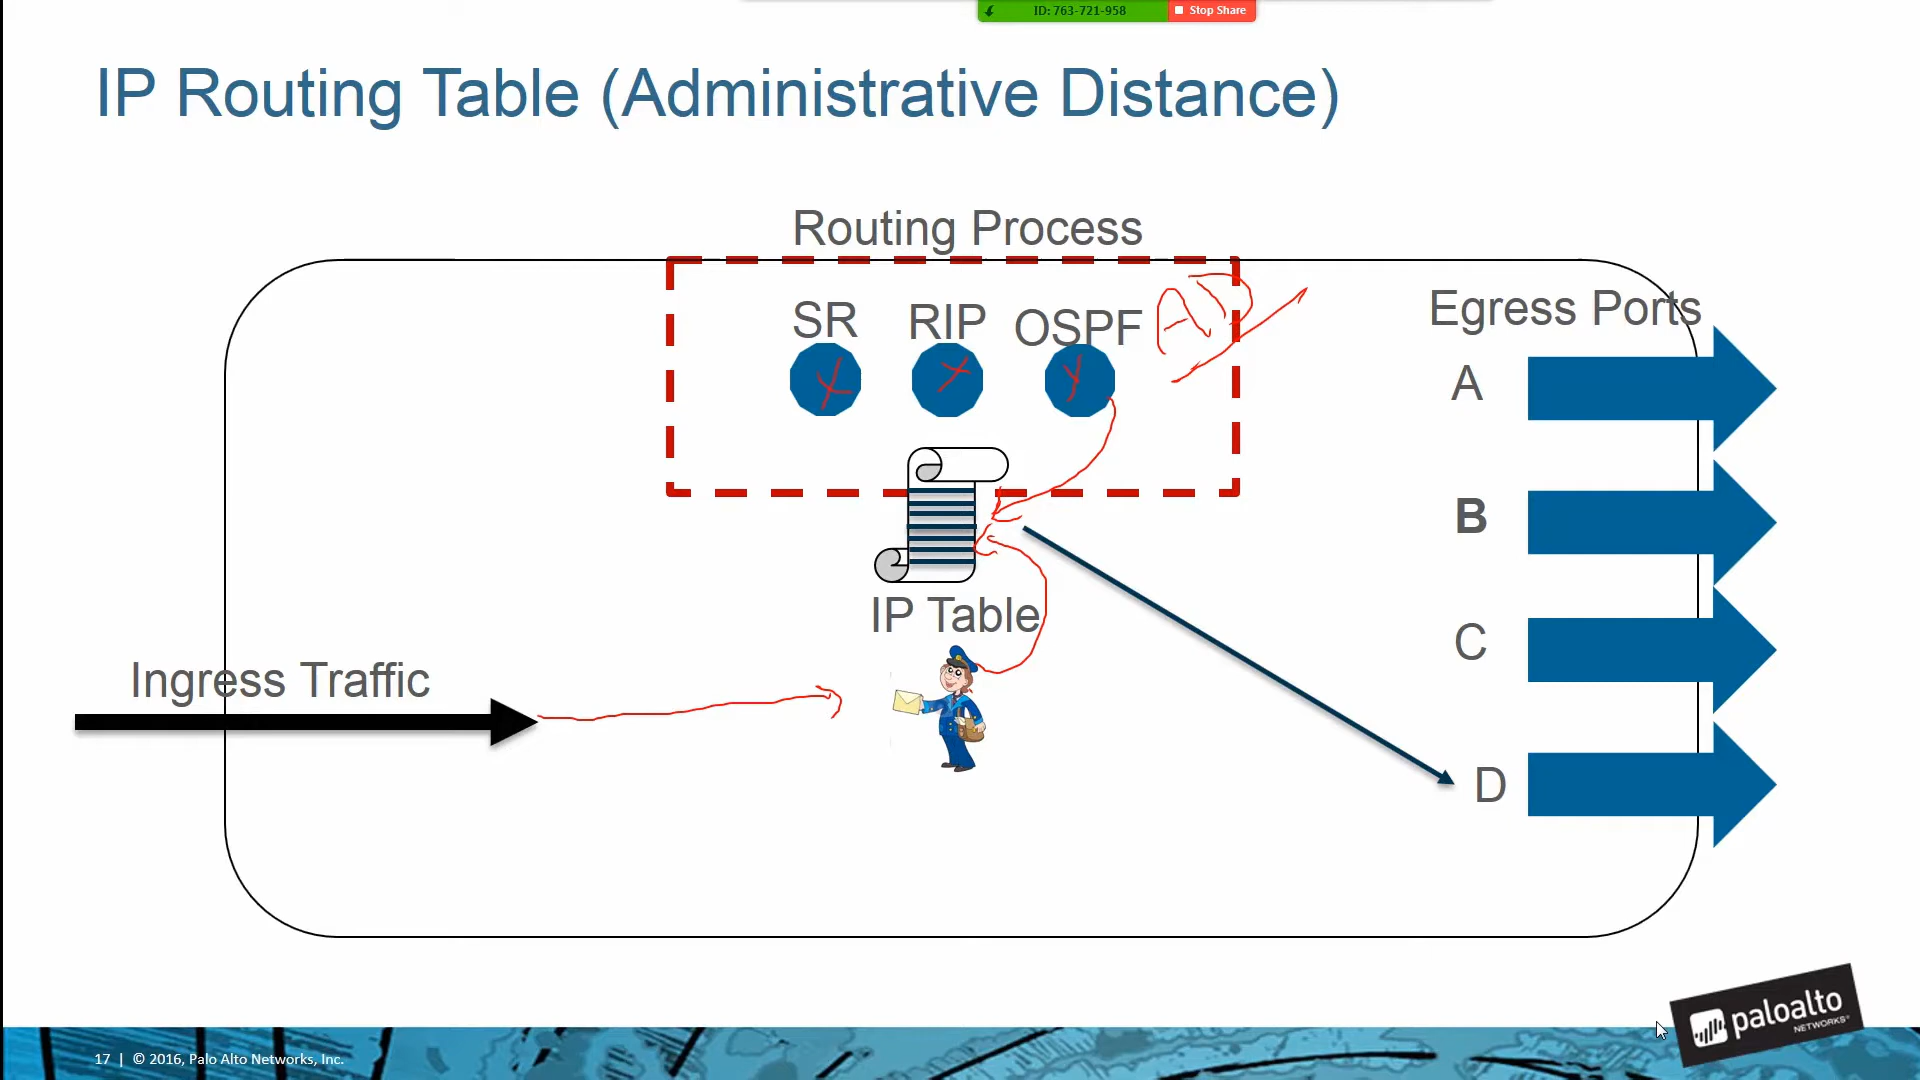 ID: 763-721-958 Stop Share
IP Routing Table (Administrative Distance)
Routing Process
SR RIP OSPF AD
X X Y
Egress Ports
A
B
C
D
IP Table
Ingress Traffic
17 | © 2016, Palo Alto Networks, Inc.
paloalto
NETWORKS®